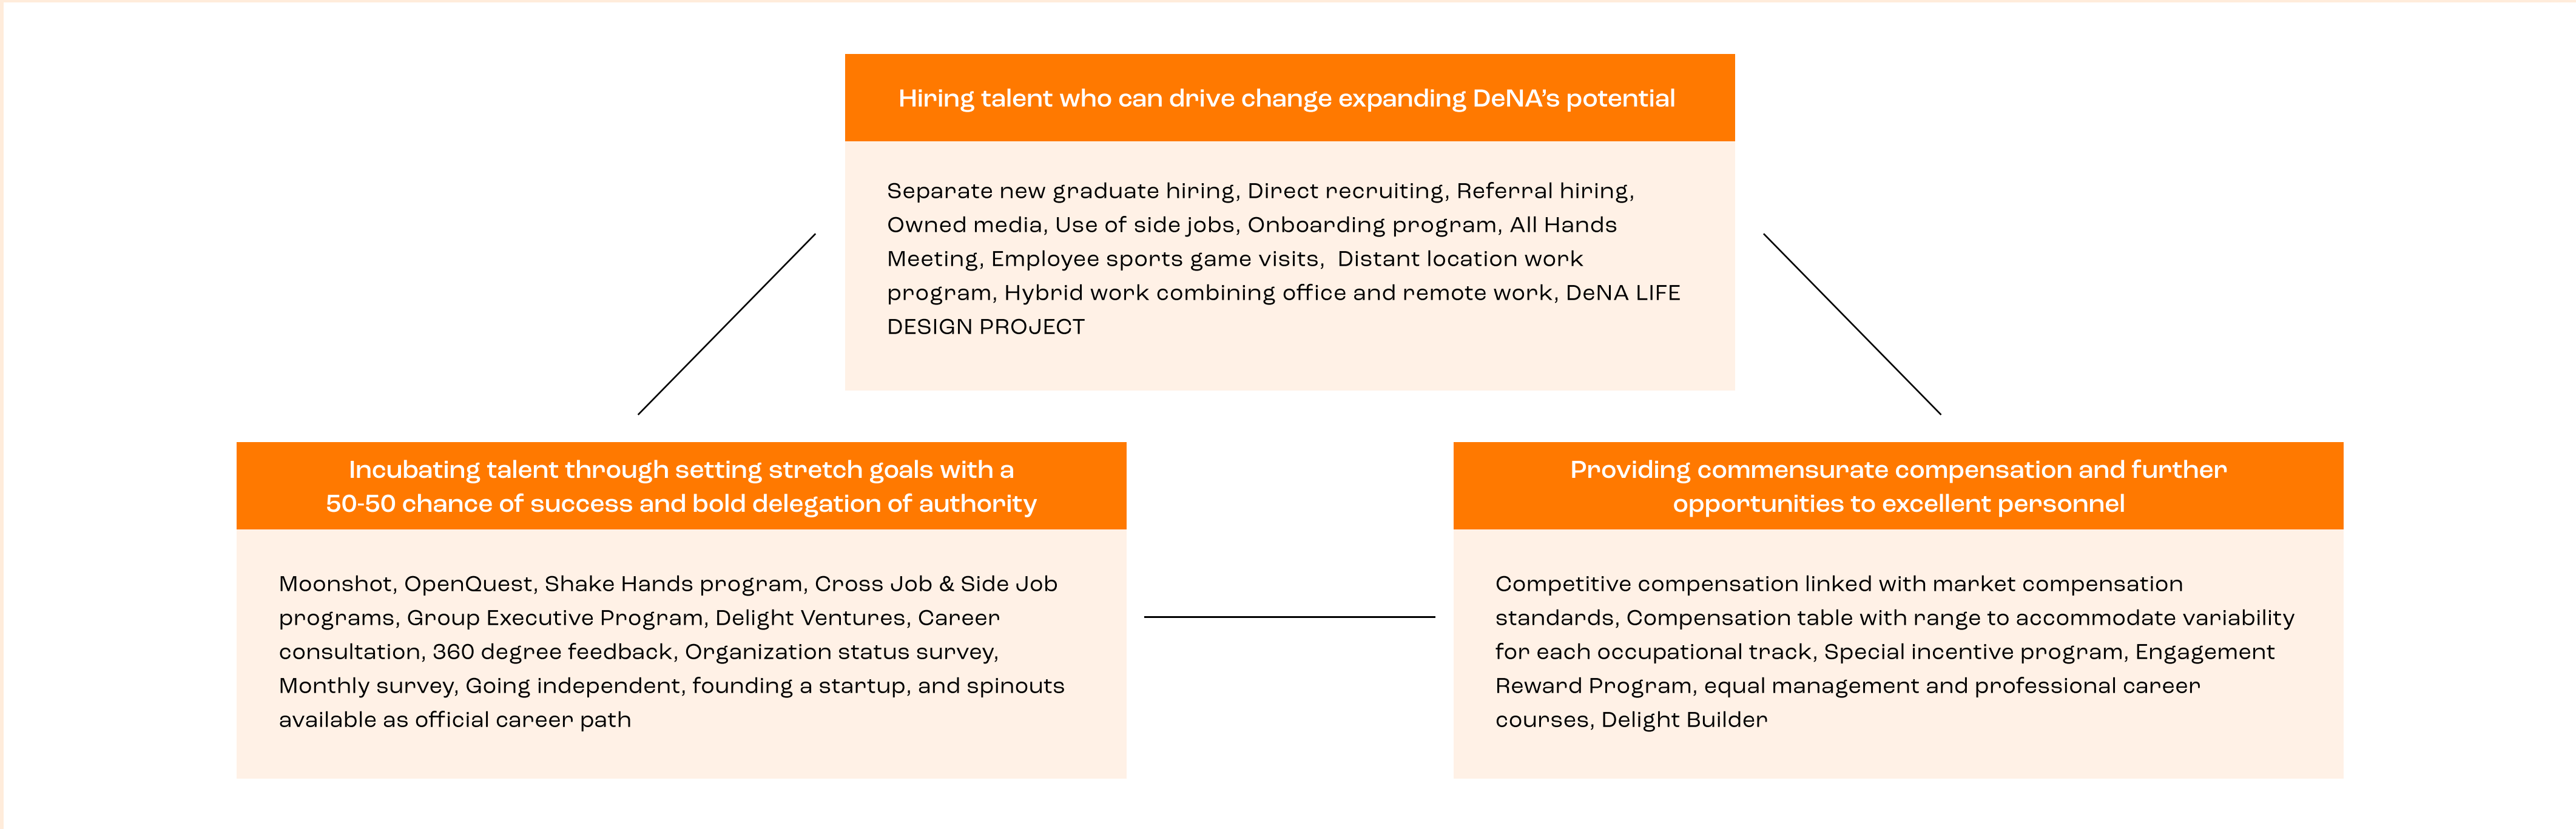 Hiring talent who can drive change expanding DeNA’s potential
Separate new graduate hiring, Direct recruiting, Referral hiring,
Owned media, Use of side jobs, Onboarding program, All Hands
Meeting, Employee sports game visits,  Distant location work
program, Hybrid work combining office and remote work, DeNA LIFE
DESIGN PROJECT
Incubating talent through setting stretch goals with a
50-50 chance of success and bold delegation of authority
Moonshot, OpenQuest, Shake Hands program, Cross Job & Side Job
programs, Group Executive Program, Delight Ventures, Career
consultation, 360 degree feedback, Organization status survey,
Monthly survey, Going independent, founding a startup, and spinouts
available as official career path
Providing commensurate compensation and further
opportunities to excellent personnel
Competitive compensation linked with market compensation
standards, Compensation table with range to accommodate variability
for each occupational track, Special incentive program, Engagement
Reward Program, equal management and professional career
courses, Delight Builder